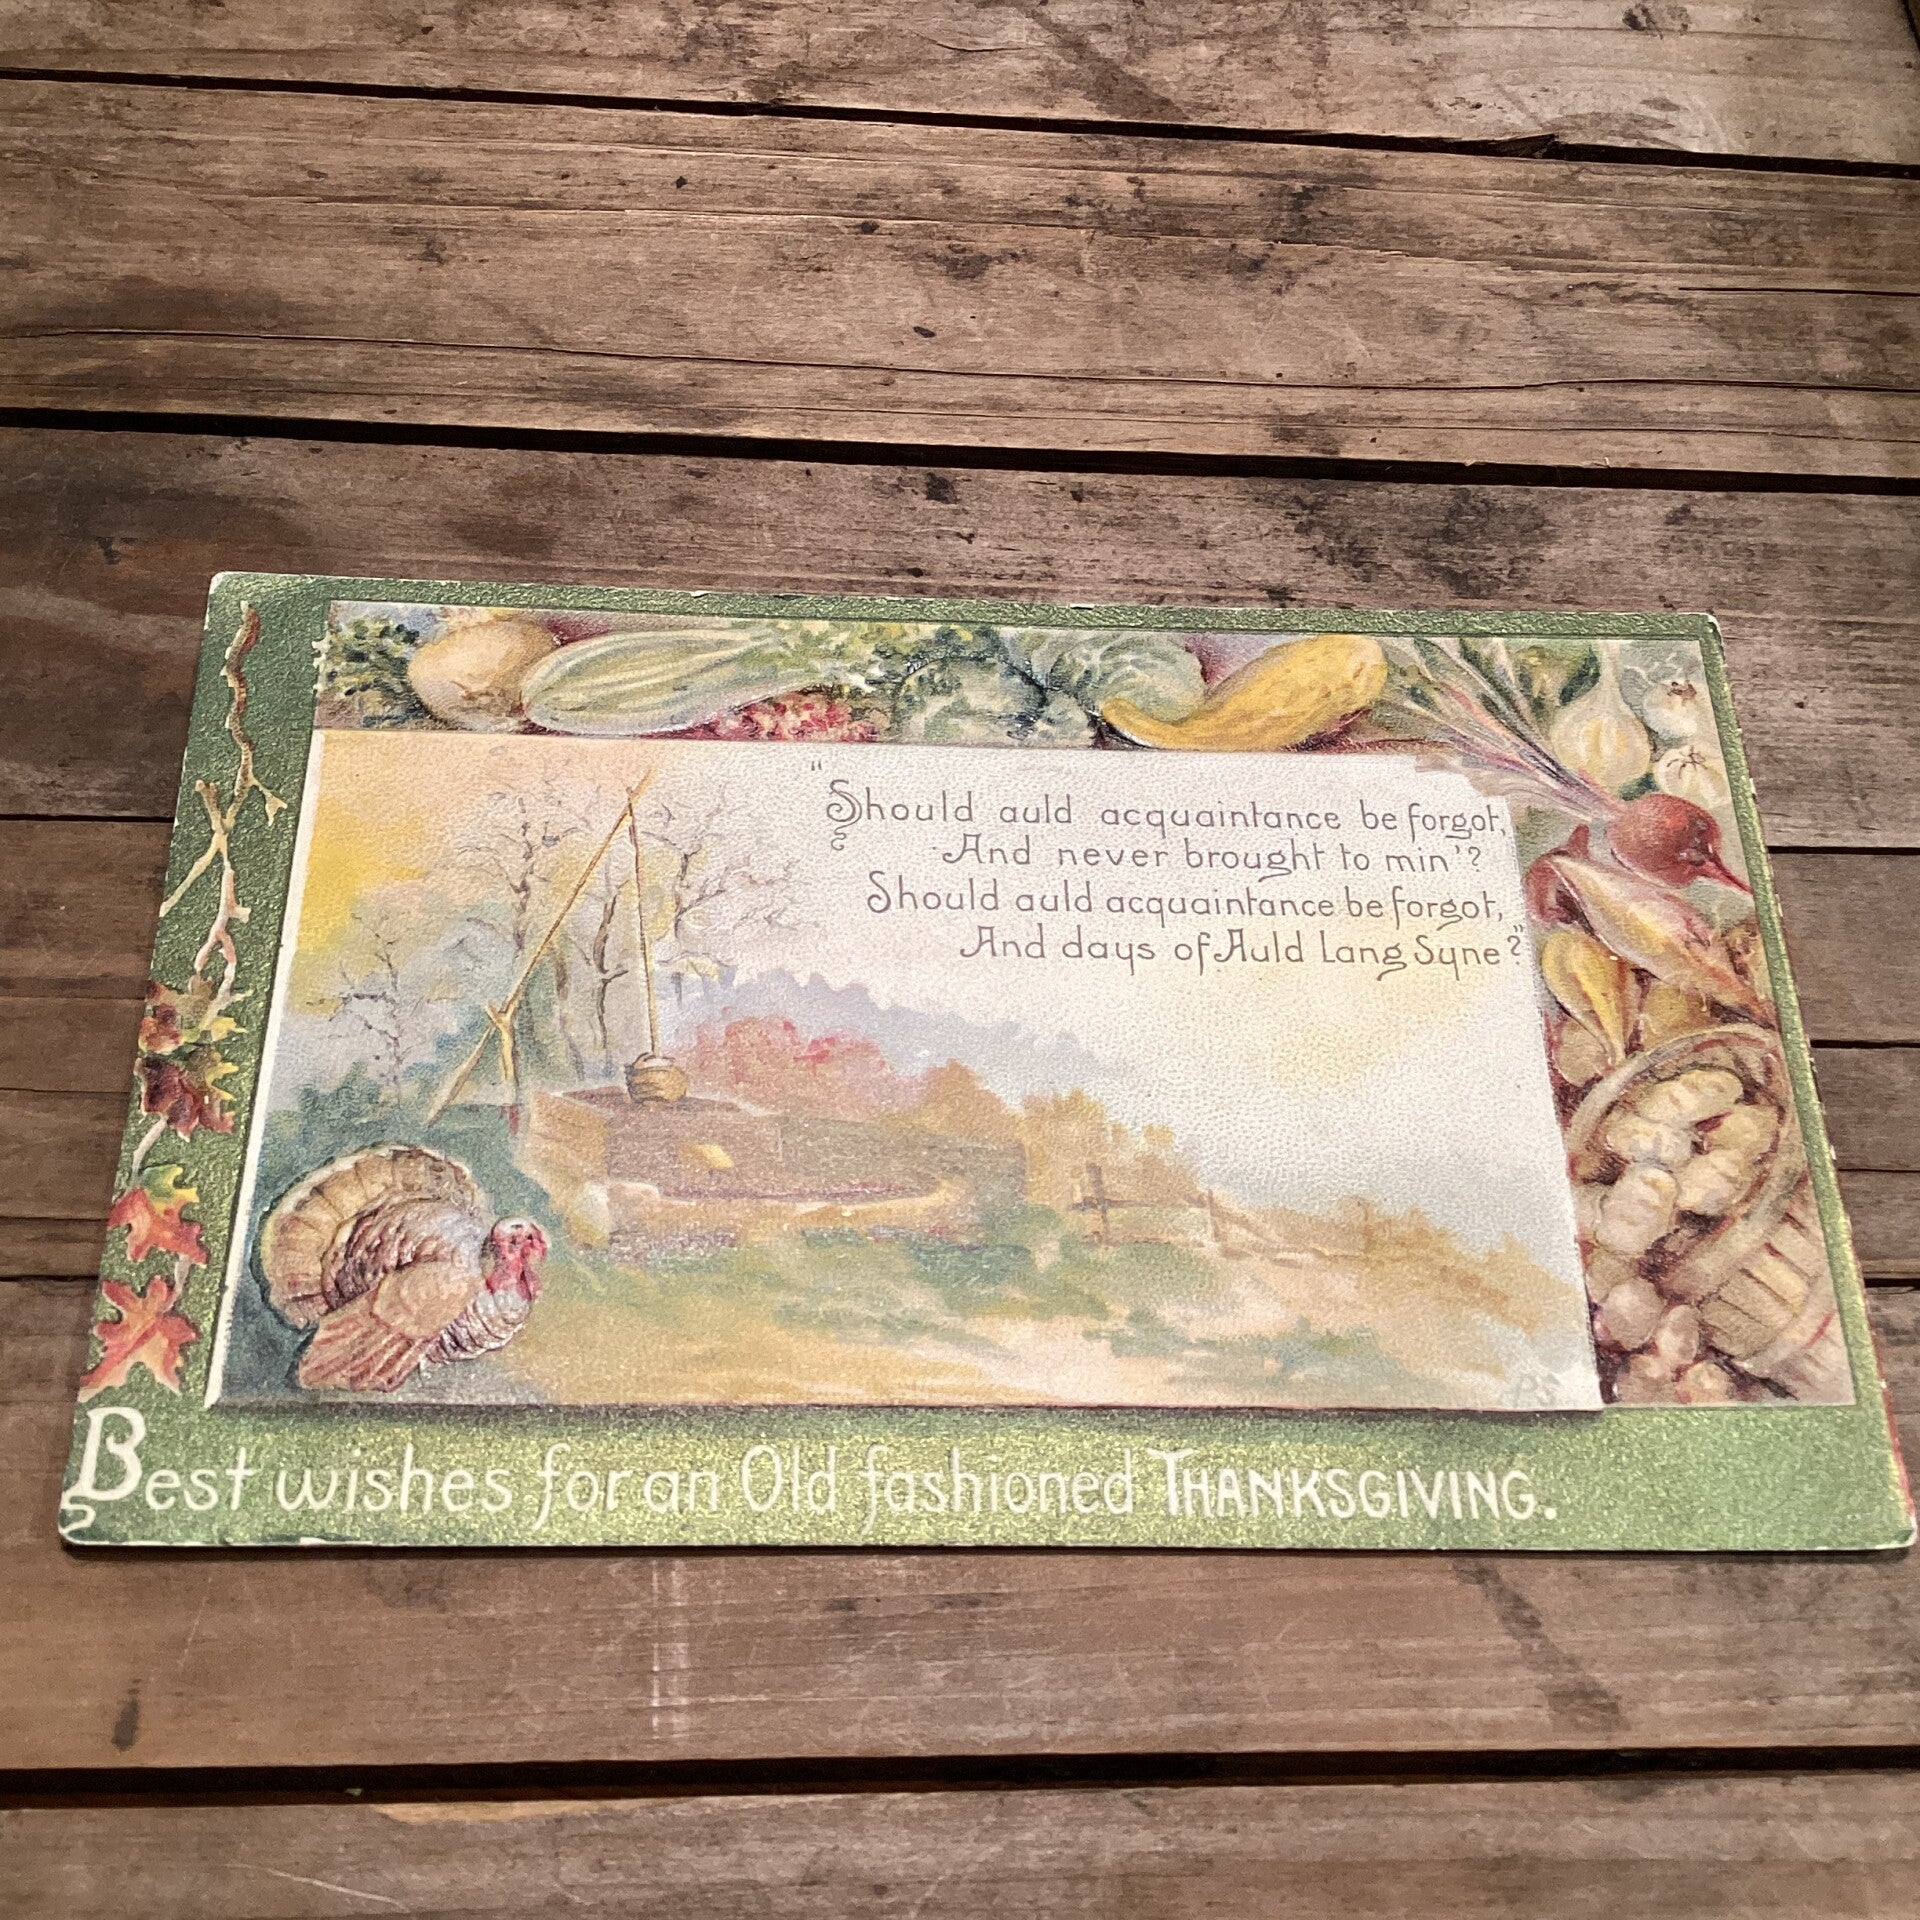 "Should auld acquaintance be forgot,
And never brought to min'?
Should auld acquaintance be forgot,
And days of Auld Lang Syne?"
P.S.
Best wishes for an Old fashioned THANKSGIVING.